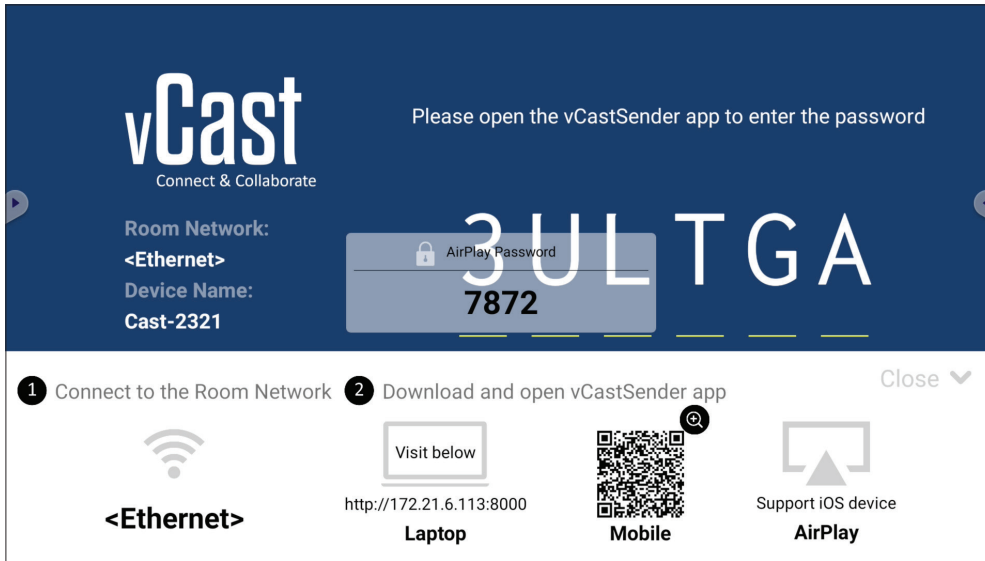 vCast
Connect & Collaborate
Please open the vCastSender app to enter the password
Room Network:
<Ethernet>
Device Name:
Cast-2321
3ULTGA
AirPlay Password
7872
1 Connect to the Room Network
2 Download and open vCastSender app
Close
<Ethernet>
Visit below
http://172.21.6.113:8000
Laptop
Mobile
Support iOS device
AirPlay